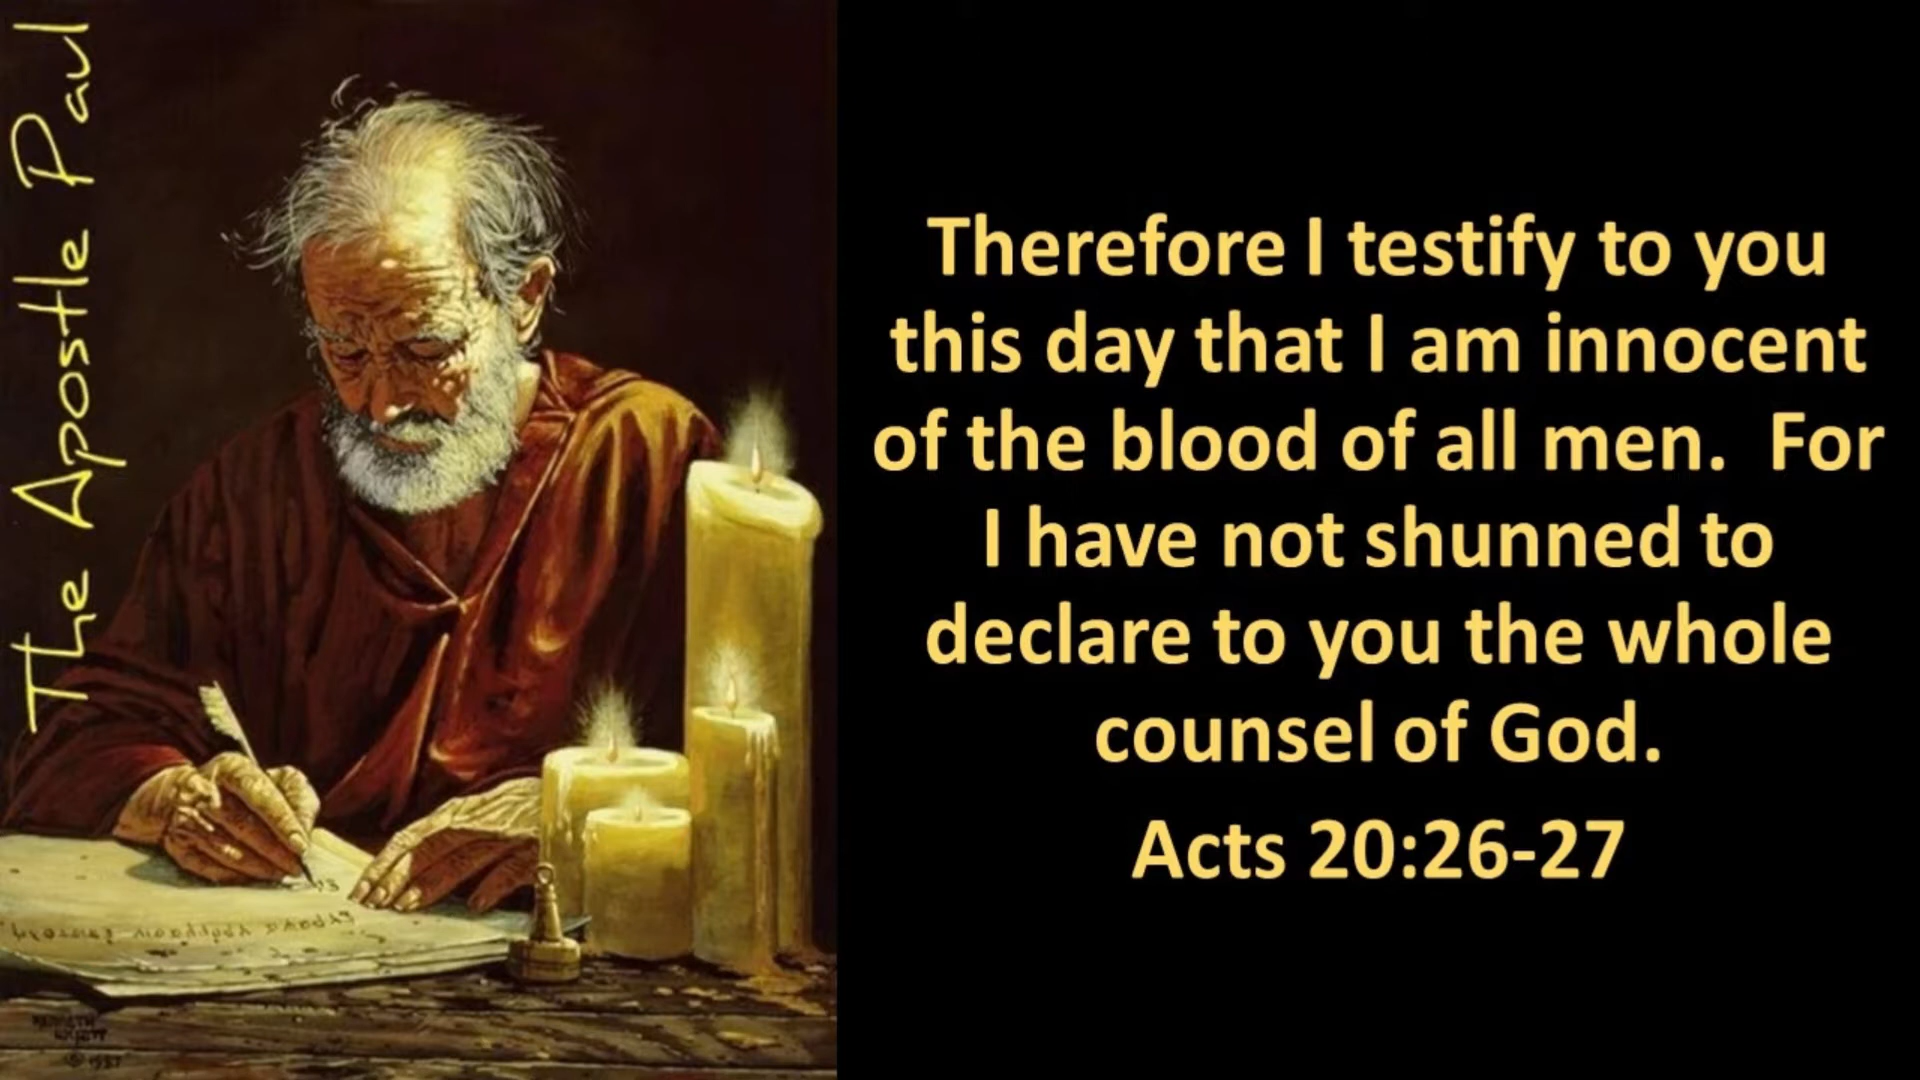 The Apostle Paul
Therefore I testify to you
this day that I am innocent
of the blood of all men.  For
I have not shunned to
declare to you the whole
counsel of God.
Acts 20:26-27